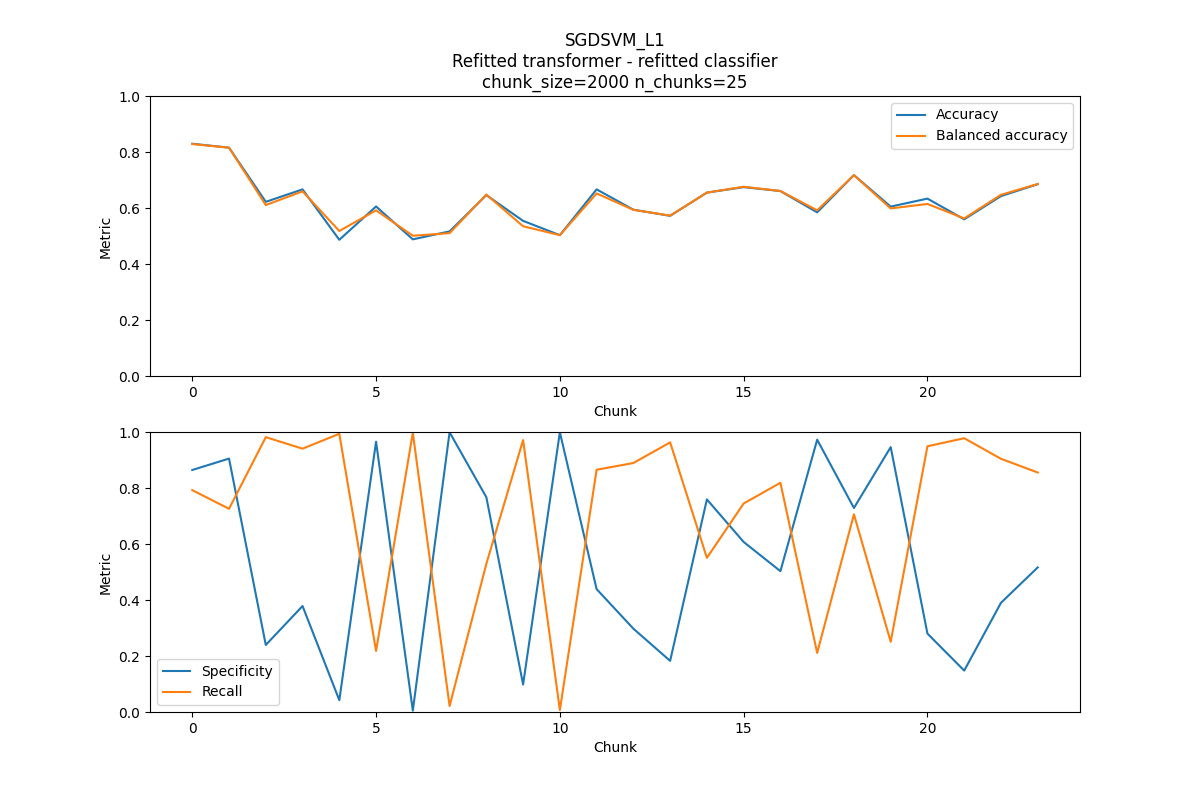 SGDSVM_L1
Refitted transformer - refitted classifier
chunk_size=2000 n_chunks=25
1.0
0.8
0.6
0.4
0.2
0.0
Metric
Accuracy
Balanced accuracy
0 5 10 15 20
Chunk
1.0
0.8
0.6
0.4
0.2
0.0
Metric
Specificity
Recall
0 5 10 15 20
Chunk